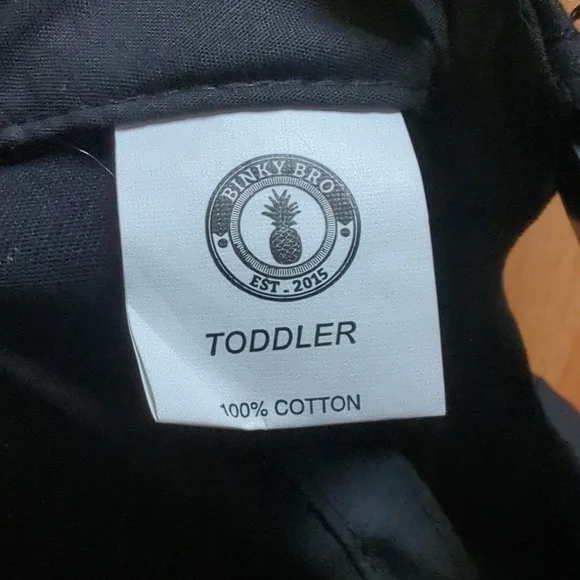 BINKY BRO
EST - 2015
TODDLER
100% COTTON